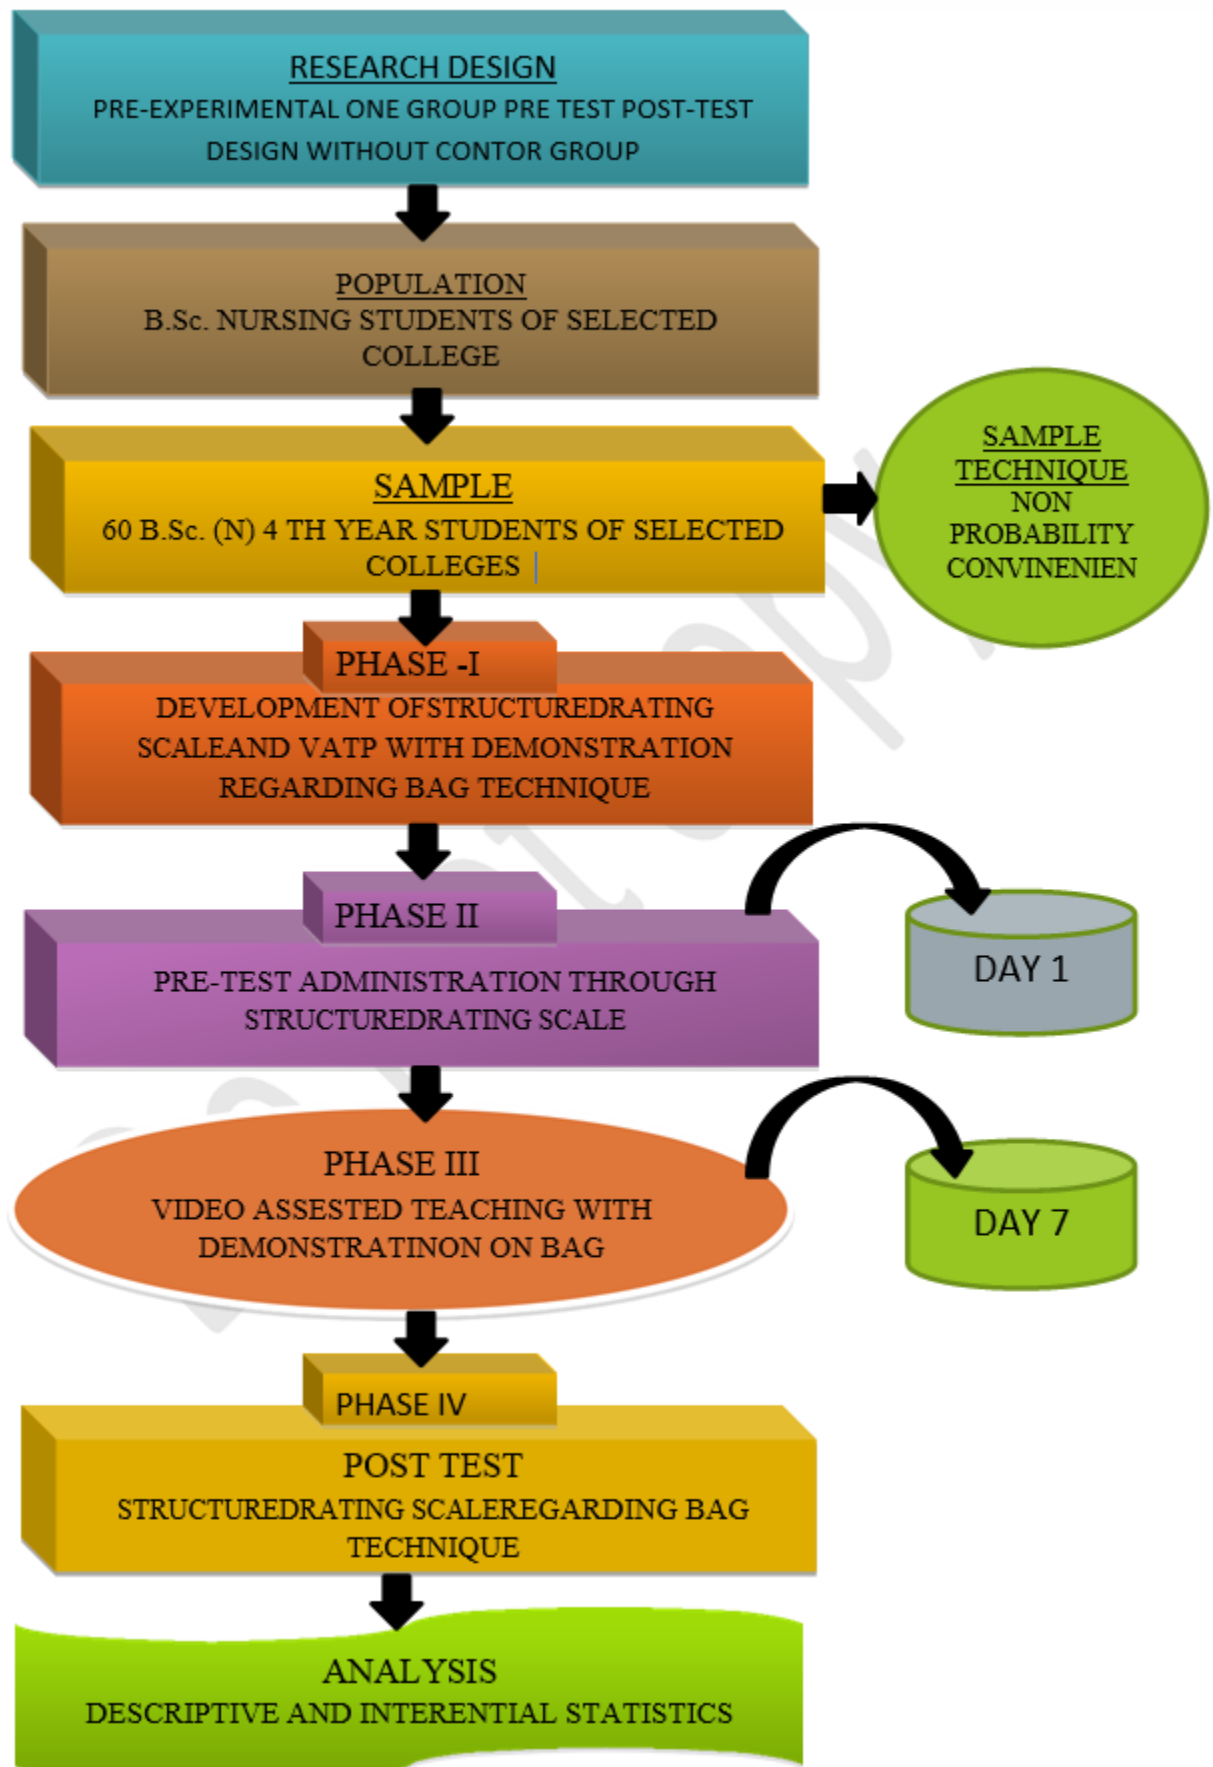 RESEARCH DESIGN
PRE-EXPERIMENTAL ONE GROUP PRE TEST POST-TEST
DESIGN WITHOUT CONTOR GROUP
POPULATION
B.Sc. NURSING STUDENTS OF SELECTED
COLLEGE
SAMPLE
60 B.Sc. (N) 4 TH YEAR STUDENTS OF SELECTED
COLLEGES
SAMPLE
TECHNIQUE
NON
PROBABILITY
CONVINENIEN
PHASE -I
DEVELOPMENT OFSTRUCTUREDRATING
SCALEAND VATP WITH DEMONSTRATION
REGARDING BAG TECHNIQUE
PHASE II
PRE-TEST ADMINISTRATION THROUGH
STRUCTUREDRATING SCALE
DAY 1
PHASE III
VIDEO ASSESTED TEACHING WITH
DEMONSTRATINON ON BAG
DAY 7
PHASE IV
POST TEST
STRUCTUREDRATING SCALEREGARDING BAG
TECHNIQUE
ANALYSIS
DESCRIPTIVE AND INTERENTIAL STATISTICS